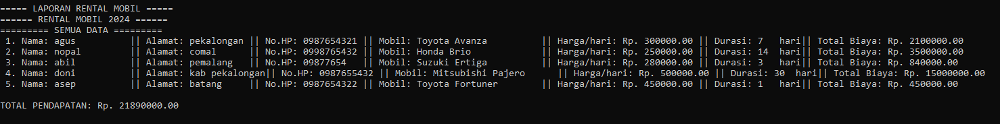 ===== LAPORAN RENTAL MOBIL =====
====== RENTAL MOBIL 2024 ======
========= SEMUA DATA =========
1. Nama: agus || Alamat: pekalongan || No.HP: 0987654321 || Mobil: Toyota Avanza || Harga/hari: Rp. 300000.00 || Durasi: 7 hari|| Total Biaya: Rp. 2100000.00
2. Nama: nopal || Alamat: comal || No.HP: 0998765432 || Mobil: Honda Brio || Harga/hari: Rp. 250000.00 || Durasi: 14 hari|| Total Biaya: Rp. 3500000.00
3. Nama: abil || Alamat: pemalang || No.HP: 09877654 || Mobil: Suzuki Ertiga || Harga/hari: Rp. 280000.00 || Durasi: 3 hari|| Total Biaya: Rp. 840000.00
4. Nama: doni || Alamat: kab pekalongan|| No.HP: 0987655432 || Mobil: Mitsubishi Pajero || Harga/hari: Rp. 500000.00 || Durasi: 30 hari|| Total Biaya: Rp. 15000000.00
5. Nama: asep || Alamat: batang || No.HP: 0987654322 || Mobil: Toyota Fortuner || Harga/hari: Rp. 450000.00 || Durasi: 1 hari|| Total Biaya: Rp. 450000.00
TOTAL PENDAPATAN: Rp. 21890000.00